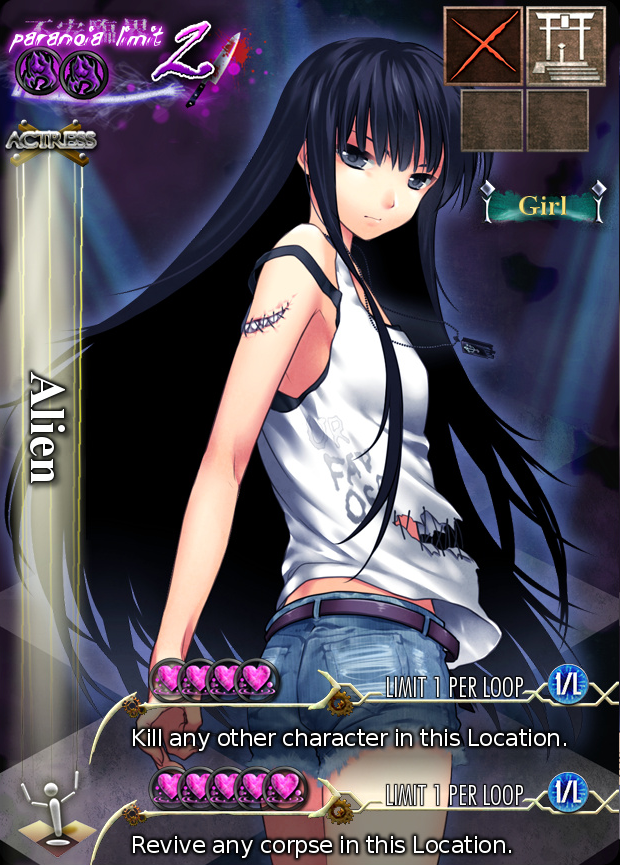 paranoia limit
2
ACTRESS
Girl
Alien
LIMIT 1 PER LOOP
1/L
Kill any other character in this Location.
LIMIT 1 PER LOOP
1/L
Revive any corpse in this Location.